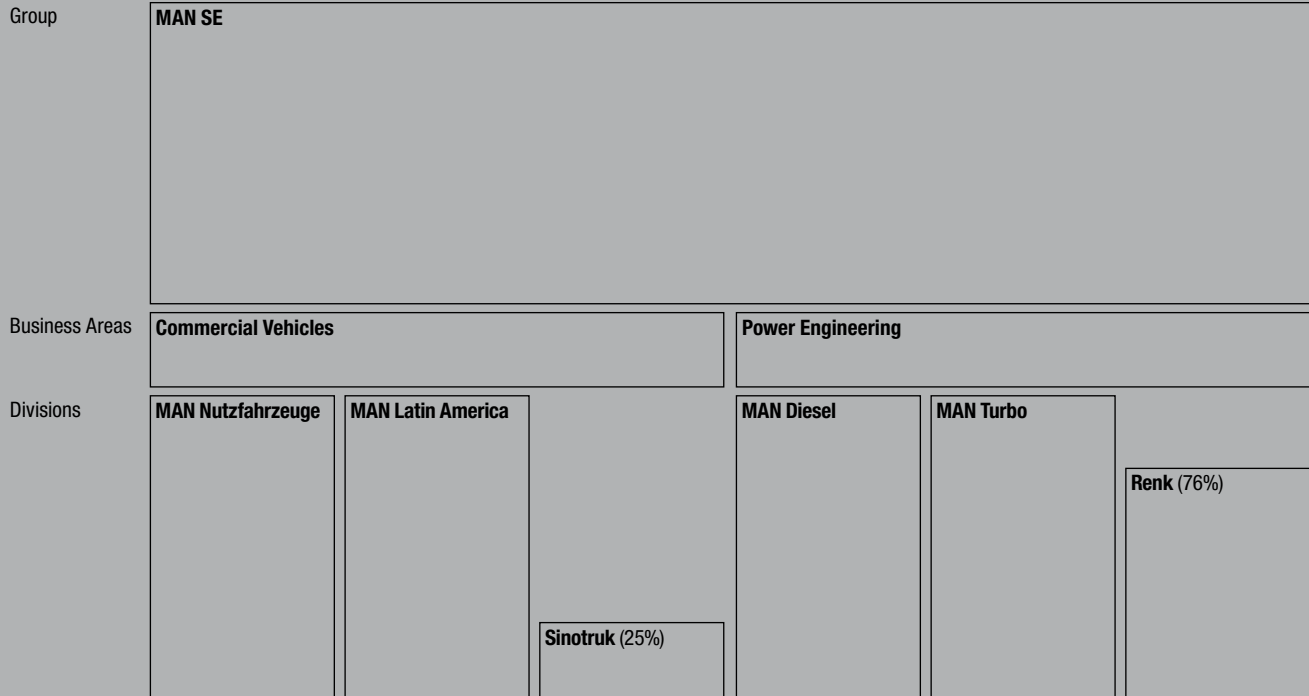 Group
MAN SE
Business Areas
Commercial Vehicles
Power Engineering
Divisions
MAN Nutzfahrzeuge
MAN Latin America
MAN Diesel
MAN Turbo
Renk (76%)
Sinotruk (25%)